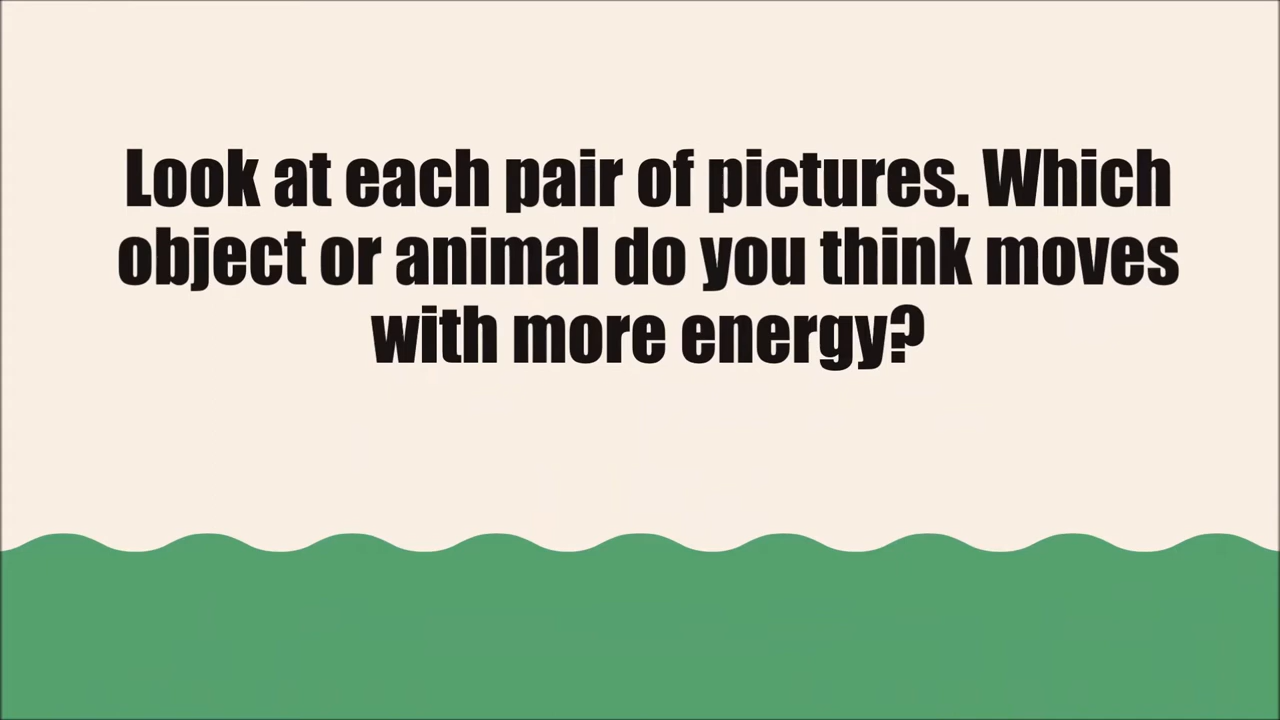 Look at each pair of pictures. Which
object or animal do you think moves
with more energy?